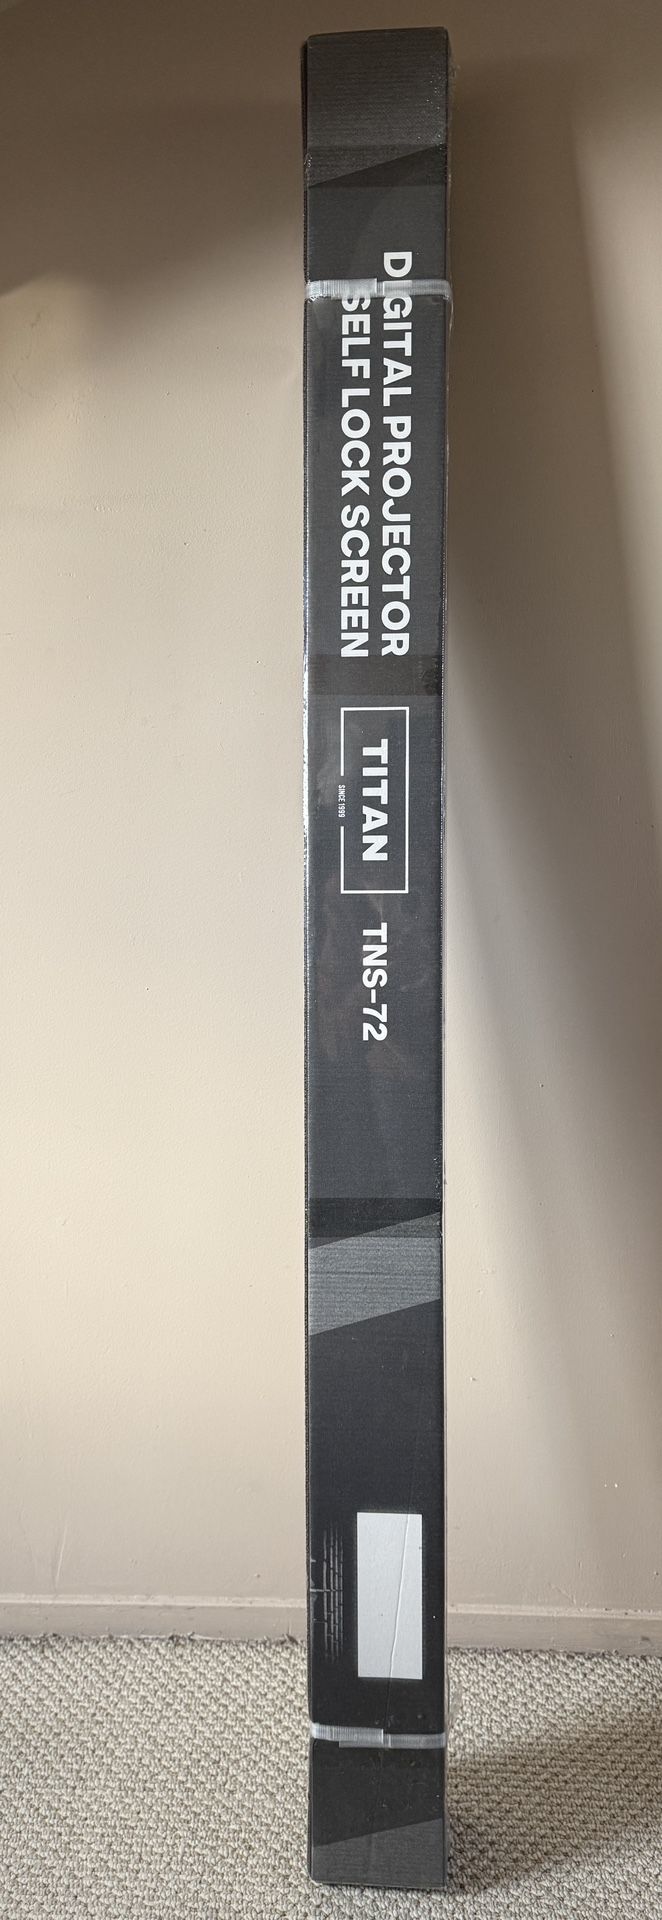 DIGITAL PROJECTOR
SELF LOCK SCREEN
TITAN
SINCE 1999
TNS-72